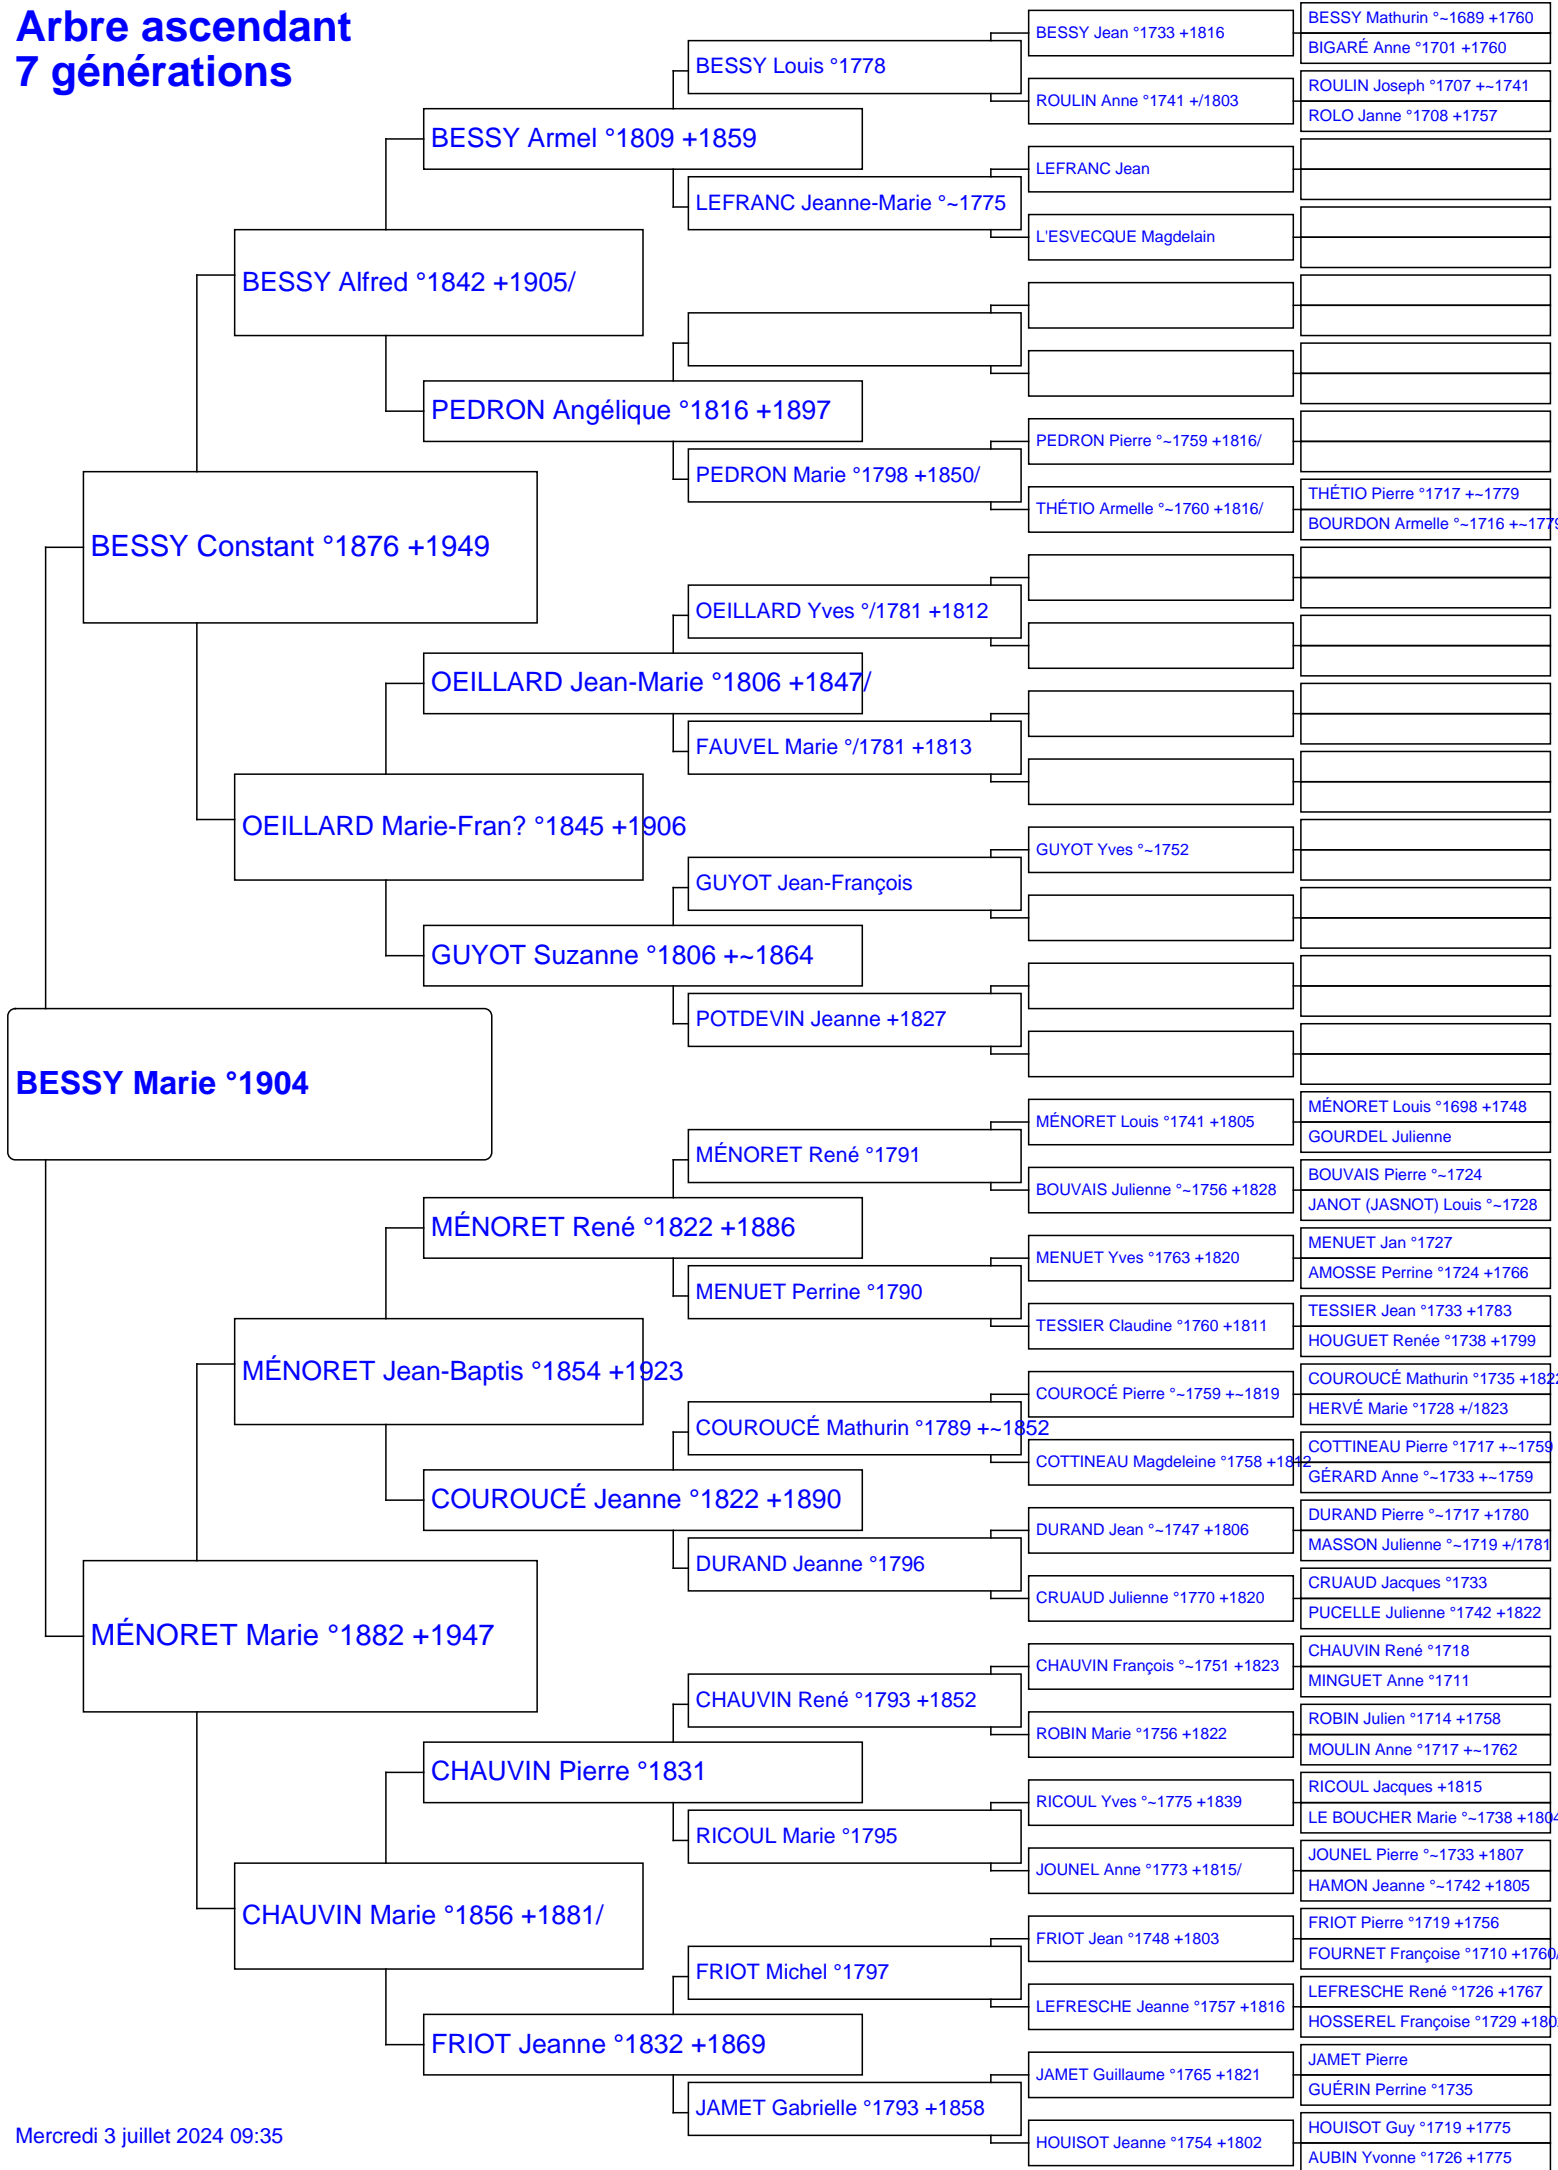 Arbre ascendant
7 générations
BESSY Marie °1904
BESSY Constant °1876 +1949
MÉNORET Marie °1882 +1947
BESSY Alfred °1842 +1905/
OEILLARD Marie-Fran? °1845 +1906
MÉNORET Jean-Baptis °1854 +1923
CHAUVIN Marie °1856 +1881/
BESSY Armel °1809 +1859
PEDRON Angélique °1816 +1897
OEILLARD Jean-Marie °1806 +1847/
GUYOT Suzanne °1806 +~1864
MÉNORET René °1822 +1886
COUROUCÉ Jeanne °1822 +1890
CHAUVIN Pierre °1831
FRIOT Jeanne °1832 +1869
BESSY Louis °1778
LEFRANC Jeanne-Marie °~1775
PEDRON Marie °1798 +1850/
OEILLARD Yves °/1781 +1812
FAUVEL Marie °/1781 +1813
GUYOT Jean-François
POTDEVIN Jeanne +1827
MÉNORET René °1791
MENUET Perrine °1790
COUROUCÉ Mathurin °1789 +~1852
DURAND Jeanne °1796
CHAUVIN René °1793 +1852
RICOUL Marie °1795
FRIOT Michel °1797
JAMET Gabrielle °1793 +1858
BESSY Jean °1733 +1816
ROULIN Anne °1741 +/1803
LEFRANC Jean
L'ESVECQUE Magdelain
PEDRON Pierre °~1759 +1816/
THÉTIO Armelle °~1760 +1816/
GUYOT Yves °~1752
MÉNORET Louis °1741 +1805
BOUVAIS Julienne °~1756 +1828
MENUET Yves °1763 +1820
TESSIER Claudine °1760 +1811
COUROCÉ Pierre °~1759 +~1819
COTTINEAU Magdeleine °1758 +1812
DURAND Jean °~1747 +1806
CRUAUD Julienne °1770 +1820
CHAUVIN François °~1751 +1823
ROBIN Marie °1756 +1822
RICOUL Yves °~1775 +1839
JOUNEL Anne °1773 +1815/
FRIOT Jean °1748 +1803
LEFRESCHE Jeanne °1757 +1816
JAMET Guillaume °1765 +1821
HOUISOT Jeanne °1754 +1802
BESSY Mathurin °~1689 +1760
BIGARÉ Anne °1701 +1760
ROULIN Joseph °1707 +~1741
ROLO Janne °1708 +1757
THÉTIO Pierre °1717 +~1779
BOURDON Armelle °~1716 +~1779
MÉNORET Louis °1698 +1748
GOURDEL Julienne
BOUVAIS Pierre °~1724
JANOT (JASNOT) Louis °~1728
MENUET Jan °1727
AMOSSE Perrine °1724 +1766
TESSIER Jean °1733 +1783
HOUGUET Renée °1738 +1799
COUROUCÉ Mathurin °1735 +1822
HERVÉ Marie °1728 +/1823
COTTINEAU Pierre °1717 +~1759
GÉRARD Anne °~1733 +~1759
DURAND Pierre °~1717 +1780
MASSON Julienne °~1719 +/1781
CRUAUD Jacques °1733
PUCELLE Julienne °1742 +1822
CHAUVIN René °1718
MINGUET Anne °1711
ROBIN Julien °1714 +1758
MOULIN Anne °1717 +~1762
RICOUL Jacques +1815
LE BOUCHER Marie °~1738 +1804
JOUNEL Pierre °~1733 +1807
HAMON Jeanne °~1742 +1805
FRIOT Pierre °1719 +1756
FOURNET Françoise °1710 +1760/
LEFRESCHE René °1726 +1767
HOSSEREL Françoise °1729
JAMET Pierre
GUÉRIN Perrine °1735
HOUISOT Guy °1719 +1775
AUBIN Yvonne °1726 +1775
Mercredi 3 juillet 2024 09:35